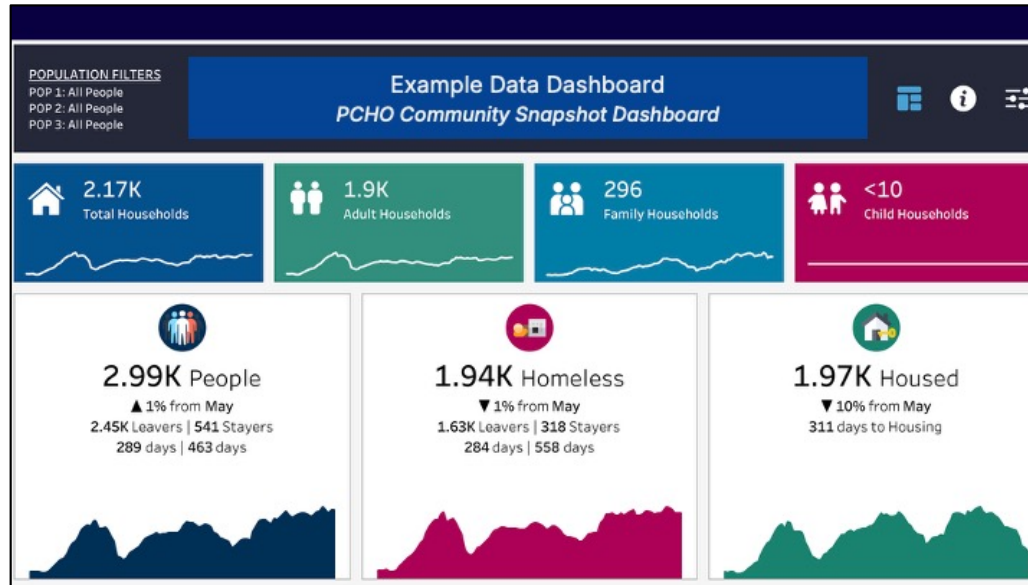 POPULATION FILTERS
POP 1: All People
POP 2: All People
POP 3: All People
Example Data Dashboard
PCHO Community Snapshot Dashboard
i
2.17K
Total Households
1.9K
Adult Households
296
Family Households
<10
Child Households
2.99K People
▲ 1% from May
2.45K Leavers | 541 Stayers
289 days | 463 days
1.94K Homeless
▼ 1% from May
1.63K Leavers | 318 Stayers
284 days | 558 days
1.97K Housed
▼ 10% from May
311 days to Housing